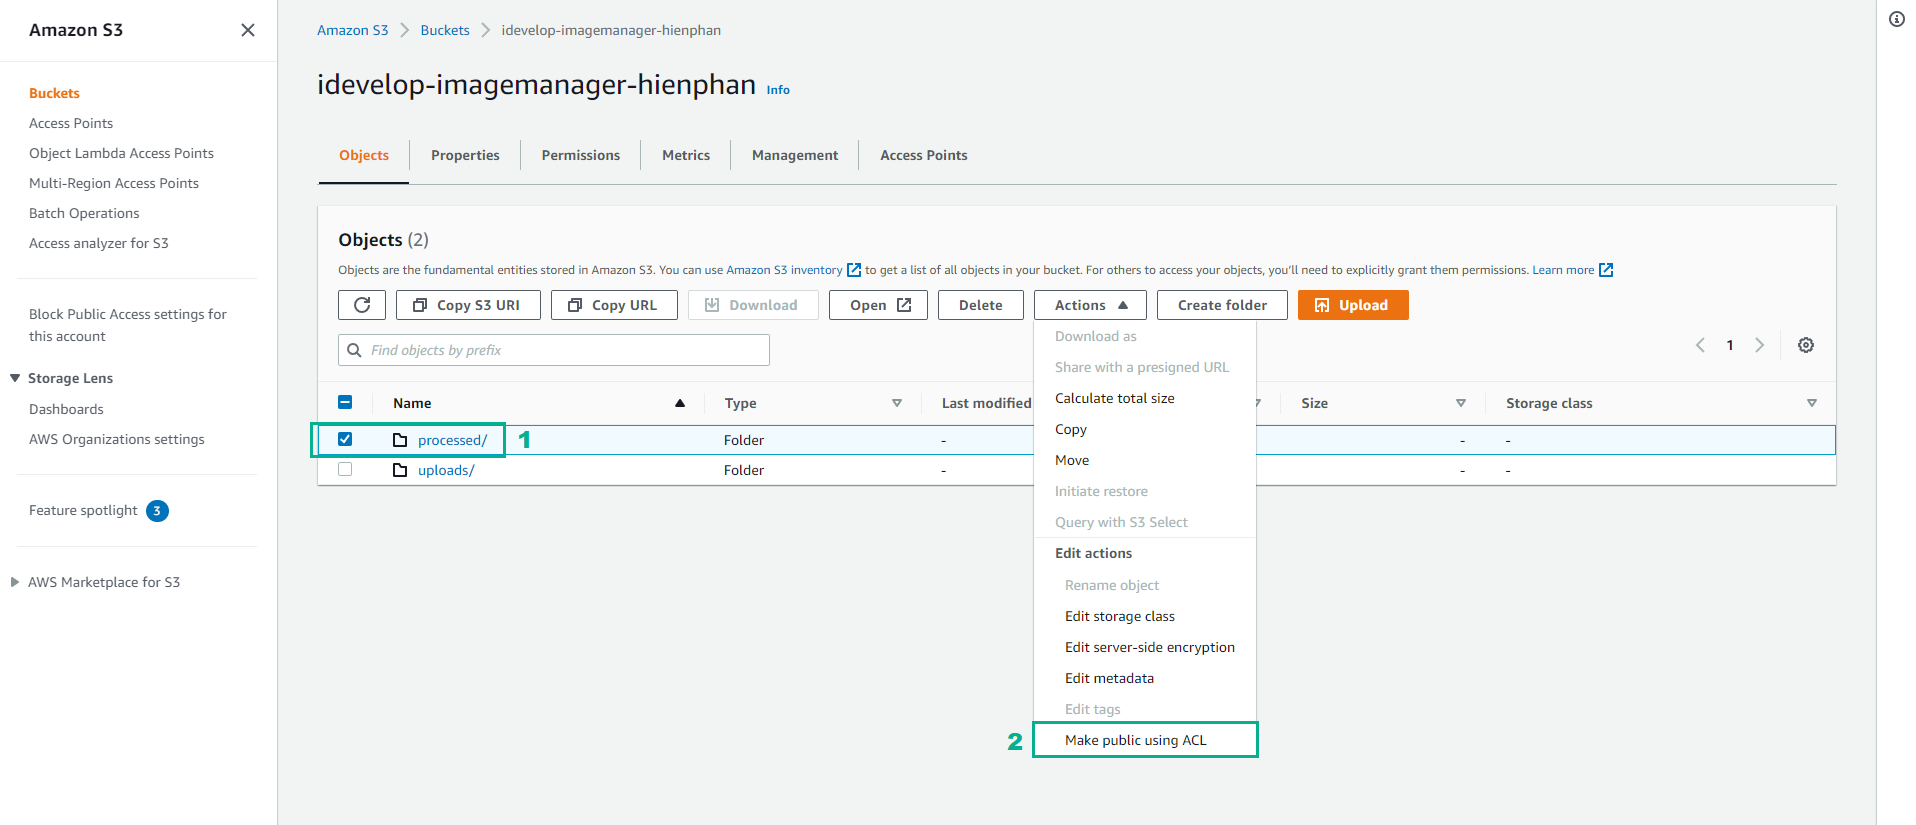 Amazon S3
Buckets
Access Points
Object Lambda Access Points
Multi-Region Access Points
Batch Operations
Access analyzer for S3
Block Public Access settings for
this account
Storage Lens
Dashboards
AWS Organizations settings
Feature spotlight 3
AWS Marketplace for S3
Amazon S3 Buckets idevelop-imagemanager-hienphan
idevelop-imagemanager-hienphan Info
Objects Properties Permissions Metrics Management Access Points
Objects (2)
Objects are the fundamental entities stored in Amazon S3. You can use Amazon S3 inventory to get a list of all objects in your bucket. For others to access your objects, you'll need to explicitly grant them permissions. Learn more
Copy S3 URI Copy URL Download Open Delete Actions Create folder Upload
Find objects by prefix
1
Name Type Last modified Size Storage class
processed/ 1 Folder - - -
uploads/ Folder - - -
Download as
Share with a presigned URL
Calculate total size
Copy
Move
Initiate restore
Query with S3 Select
Edit actions
Rename object
Edit storage class
Edit server-side encryption
Edit metadata
Edit tags
2 Make public using ACL